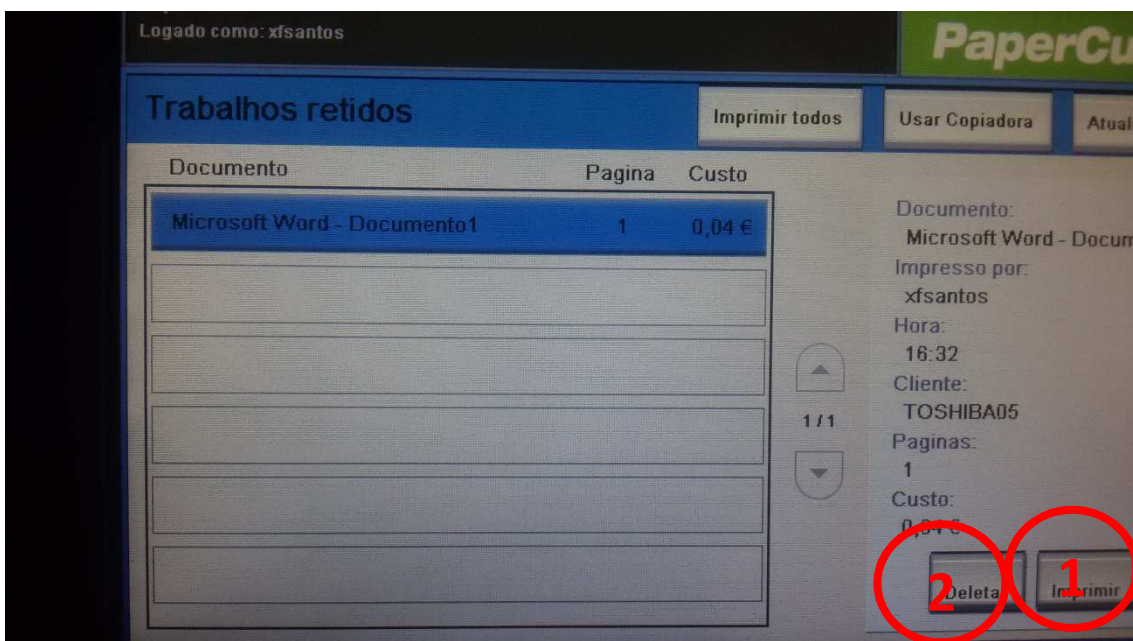 Logado como: xfsantos
PaperCu
Trabalhos retidos
Imprimir todos
Usar Copiadora
Atual
Documento Pagina Custo
Microsoft Word - Documento1 1 0,04 €
Documento:
Microsoft Word - Docum
Impresso por:
xfsantos
Hora:
16:32
Cliente:
TOSHIBA05
1 / 1
Paginas:
1
Custo:
0,04 €
2
Deleta
1
Imprimir